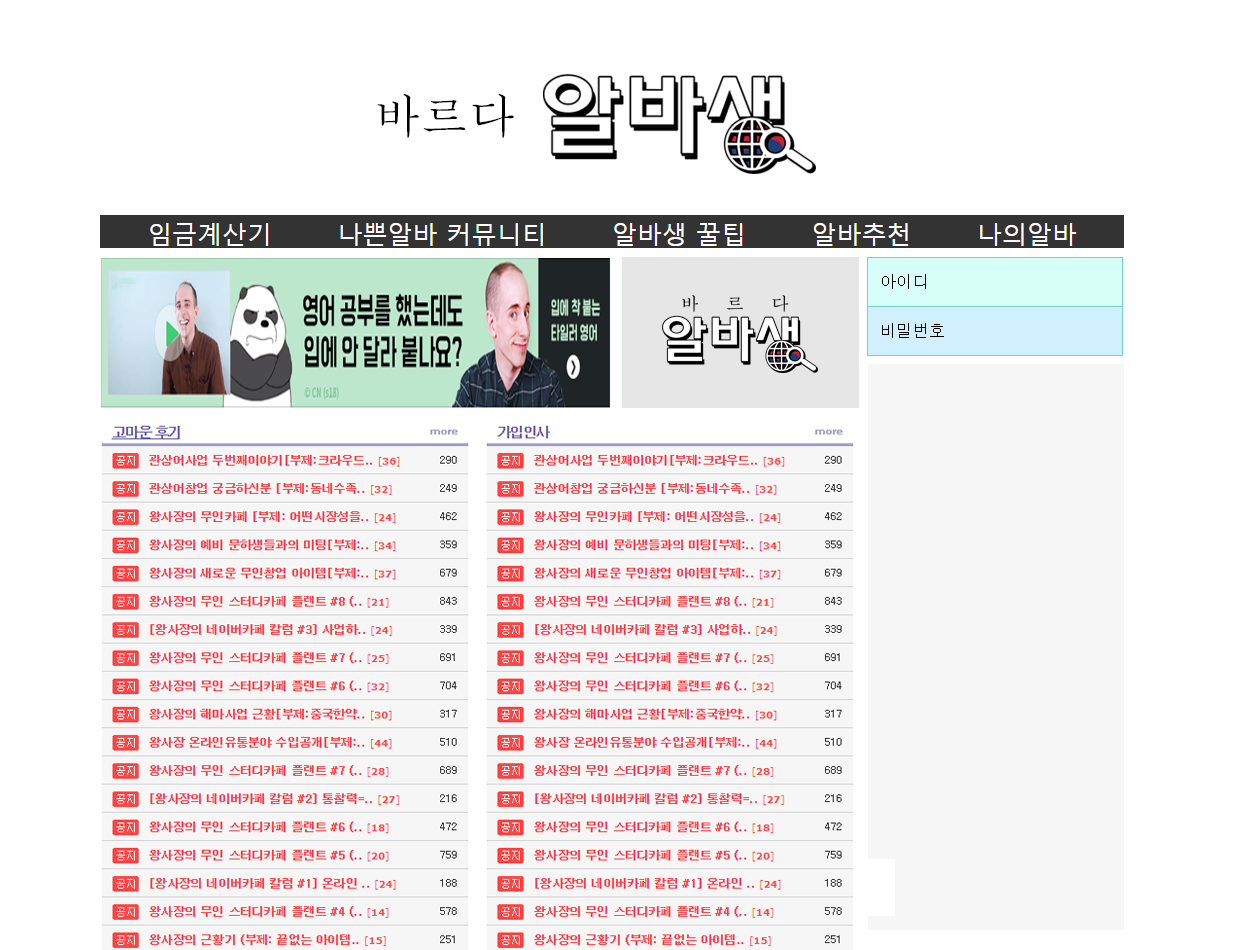 바르다 알바생
임금계산기 나쁜알바 커뮤니티 알바생 꿀팁 알바추천 나의알바
영어 공부를 했는데도
입에 안 달라 붙나요?
© CN (s18)
입에 착 붙는
타일러 영어
바 르 다
알바생
아이디
비밀번호
고마운 후기 more
공지 관상어사업 두번째이야기[부제:크라우드.. [36] 290
공지 관상어창업 궁금하신분 [부제:동네수족.. [32] 249
공지 왕사장의 무인카페 [부제: 어떤시장성을.. [24] 462
공지 왕사장의 예비 문하생들과의 미팅[부제:.. [34] 359
공지 왕사장의 새로운 무인창업 아이템[부제:.. [37] 679
공지 왕사장의 무인 스터디카페 플랜트 #8 (.. [21] 843
공지 [왕사장의 네이버카페 칼럼 #3] 사업하.. [24] 339
공지 왕사장의 무인 스터디카페 플랜트 #7 (.. [25] 691
공지 왕사장의 무인 스터디카페 플랜트 #6 (.. [32] 704
공지 왕사장의 해마사업 근황[부제:중국한약.. [30] 317
공지 왕사장 온라인유통분야 수입공개[부제:.. [44] 510
공지 왕사장의 무인 스터디카페 플랜트 #7 (.. [28] 689
공지 [왕사장의 네이버카페 칼럼 #2] 통찰력=.. [27] 216
공지 왕사장의 무인 스터디카페 플랜트 #6 (.. [18] 472
공지 왕사장의 무인 스터디카페 플랜트 #5 (.. [20] 759
공지 [왕사장의 네이버카페 칼럼 #1] 온라인 .. [24] 188
공지 왕사장의 무인 스터디카페 플랜트 #4 (.. [14] 578
공지 왕사장의 근황기 (부제: 끝없는 아이템.. [15] 251
가입인사 more
공지 관상어사업 두번째이야기[부제:크라우드.. [36] 290
공지 관상어창업 궁금하신분 [부제:동네수족.. [32] 249
공지 왕사장의 무인카페 [부제: 어떤시장성을.. [24] 462
공지 왕사장의 예비 문하생들과의 미팅[부제:.. [34] 359
공지 왕사장의 새로운 무인창업 아이템[부제:.. [37] 679
공지 왕사장의 무인 스터디카페 플랜트 #8 (.. [21] 843
공지 [왕사장의 네이버카페 칼럼 #3] 사업하.. [24] 339
공지 왕사장의 무인 스터디카페 플랜트 #7 (.. [25] 691
공지 왕사장의 무인 스터디카페 플랜트 #6 (.. [32] 704
공지 왕사장의 해마사업 근황[부제:중국한약.. [30] 317
공지 왕사장 온라인유통분야 수입공개[부제:.. [44] 510
공지 왕사장의 무인 스터디카페 플랜트 #7 (.. [28] 689
공지 [왕사장의 네이버카페 칼럼 #2] 통찰력=.. [27] 216
공지 왕사장의 무인 스터디카페 플랜트 #6 (.. [18] 472
공지 왕사장의 무인 스터디카페 플랜트 #5 (.. [20] 759
공지 [왕사장의 네이버카페 칼럼 #1] 온라인 .. [24] 188
공지 왕사장의 무인 스터디카페 플랜트 #4 (.. [14] 578
공지 왕사장의 근황기 (부제: 끝없는 아이템.. [15] 251